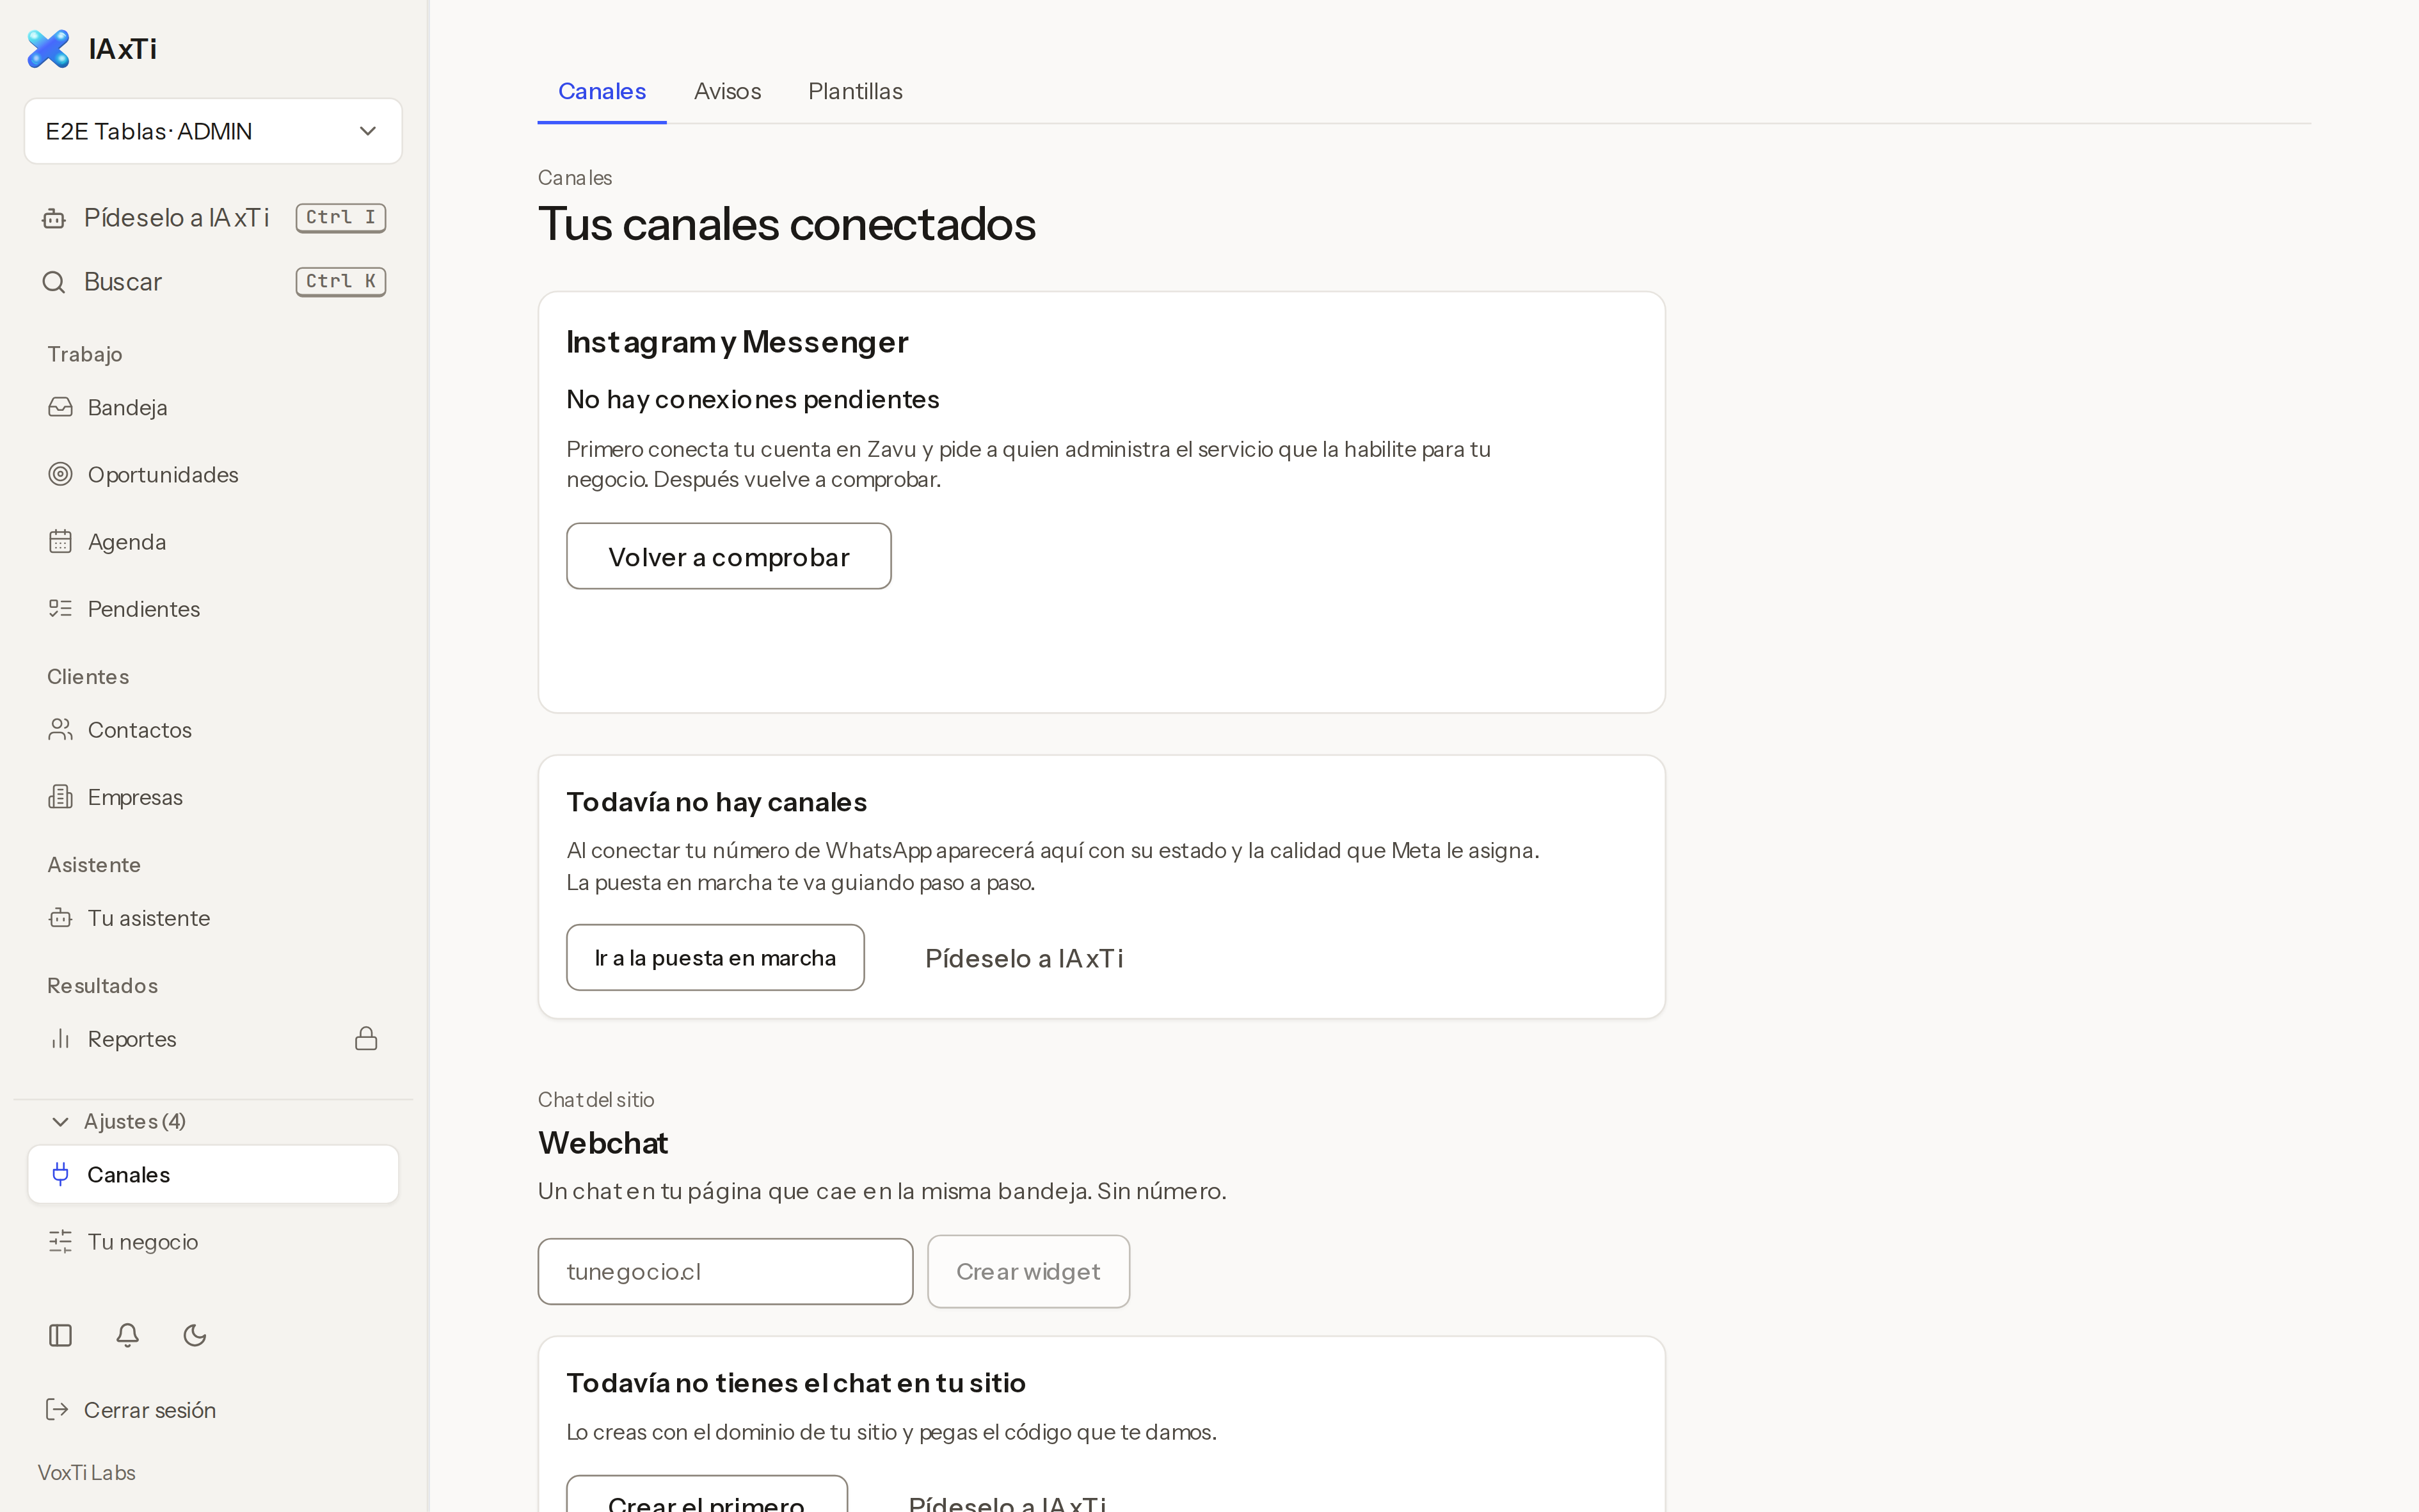 IAxTi
E2E Tablas · ADMIN
Pídeselo a IAxTi
Ctrl I
Buscar
Ctrl K
Trabajo
Bandeja
Oportunidades
Agenda
Pendientes
Clientes
Contactos
Empresas
Asistente
Tu asistente
Resultados
Reportes
Ajustes (4)
Canales
Tu negocio
Cerrar sesión
VoxTi Labs
Canales
Avisos
Plantillas
Canales
Tus canales conectados
Instagram y Messenger
No hay conexiones pendientes
Primero conecta tu cuenta en Zavu y pide a quien administra el servicio que la habilite para tu
negocio. Después vuelve a comprobar.
Volver a comprobar
Todavía no hay canales
Al conectar tu número de WhatsApp aparecerá aquí con su estado y la calidad que Meta le asigna.
La puesta en marcha te va guiando paso a paso.
Ir a la puesta en marcha
Pídeselo a IAxTi
Chat del sitio
Webchat
Un chat en tu página que cae en la misma bandeja. Sin número.
tunegocio.cl
Crear widget
Todavía no tienes el chat en tu sitio
Lo creas con el dominio de tu sitio y pegas el código que te damos.
Crear el primero
Pídeselo a IAxTi